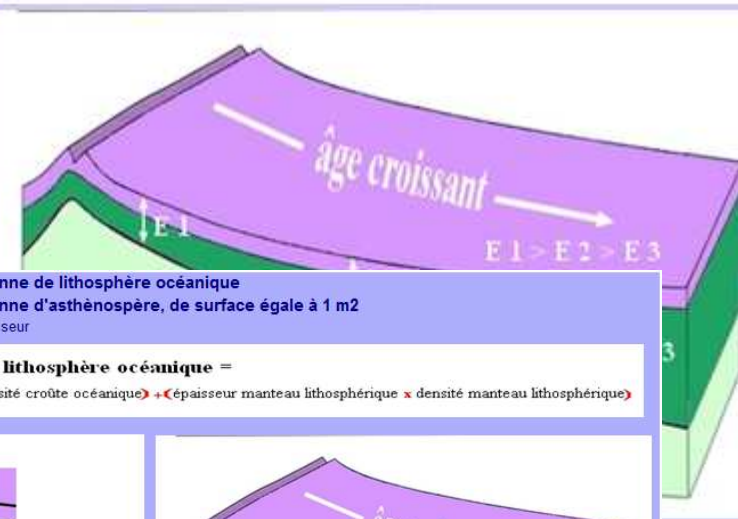 âge croissant
E 1
E 1 > E 2 > E 3
nne de lithosphère océanique
nne d'asthènospère, de surface égale à 1 m2
seur
lithosphère océanique =
sité croûte océanique) +(épaisseur manteau lithosphérique x densité manteau lithosphérique)
3